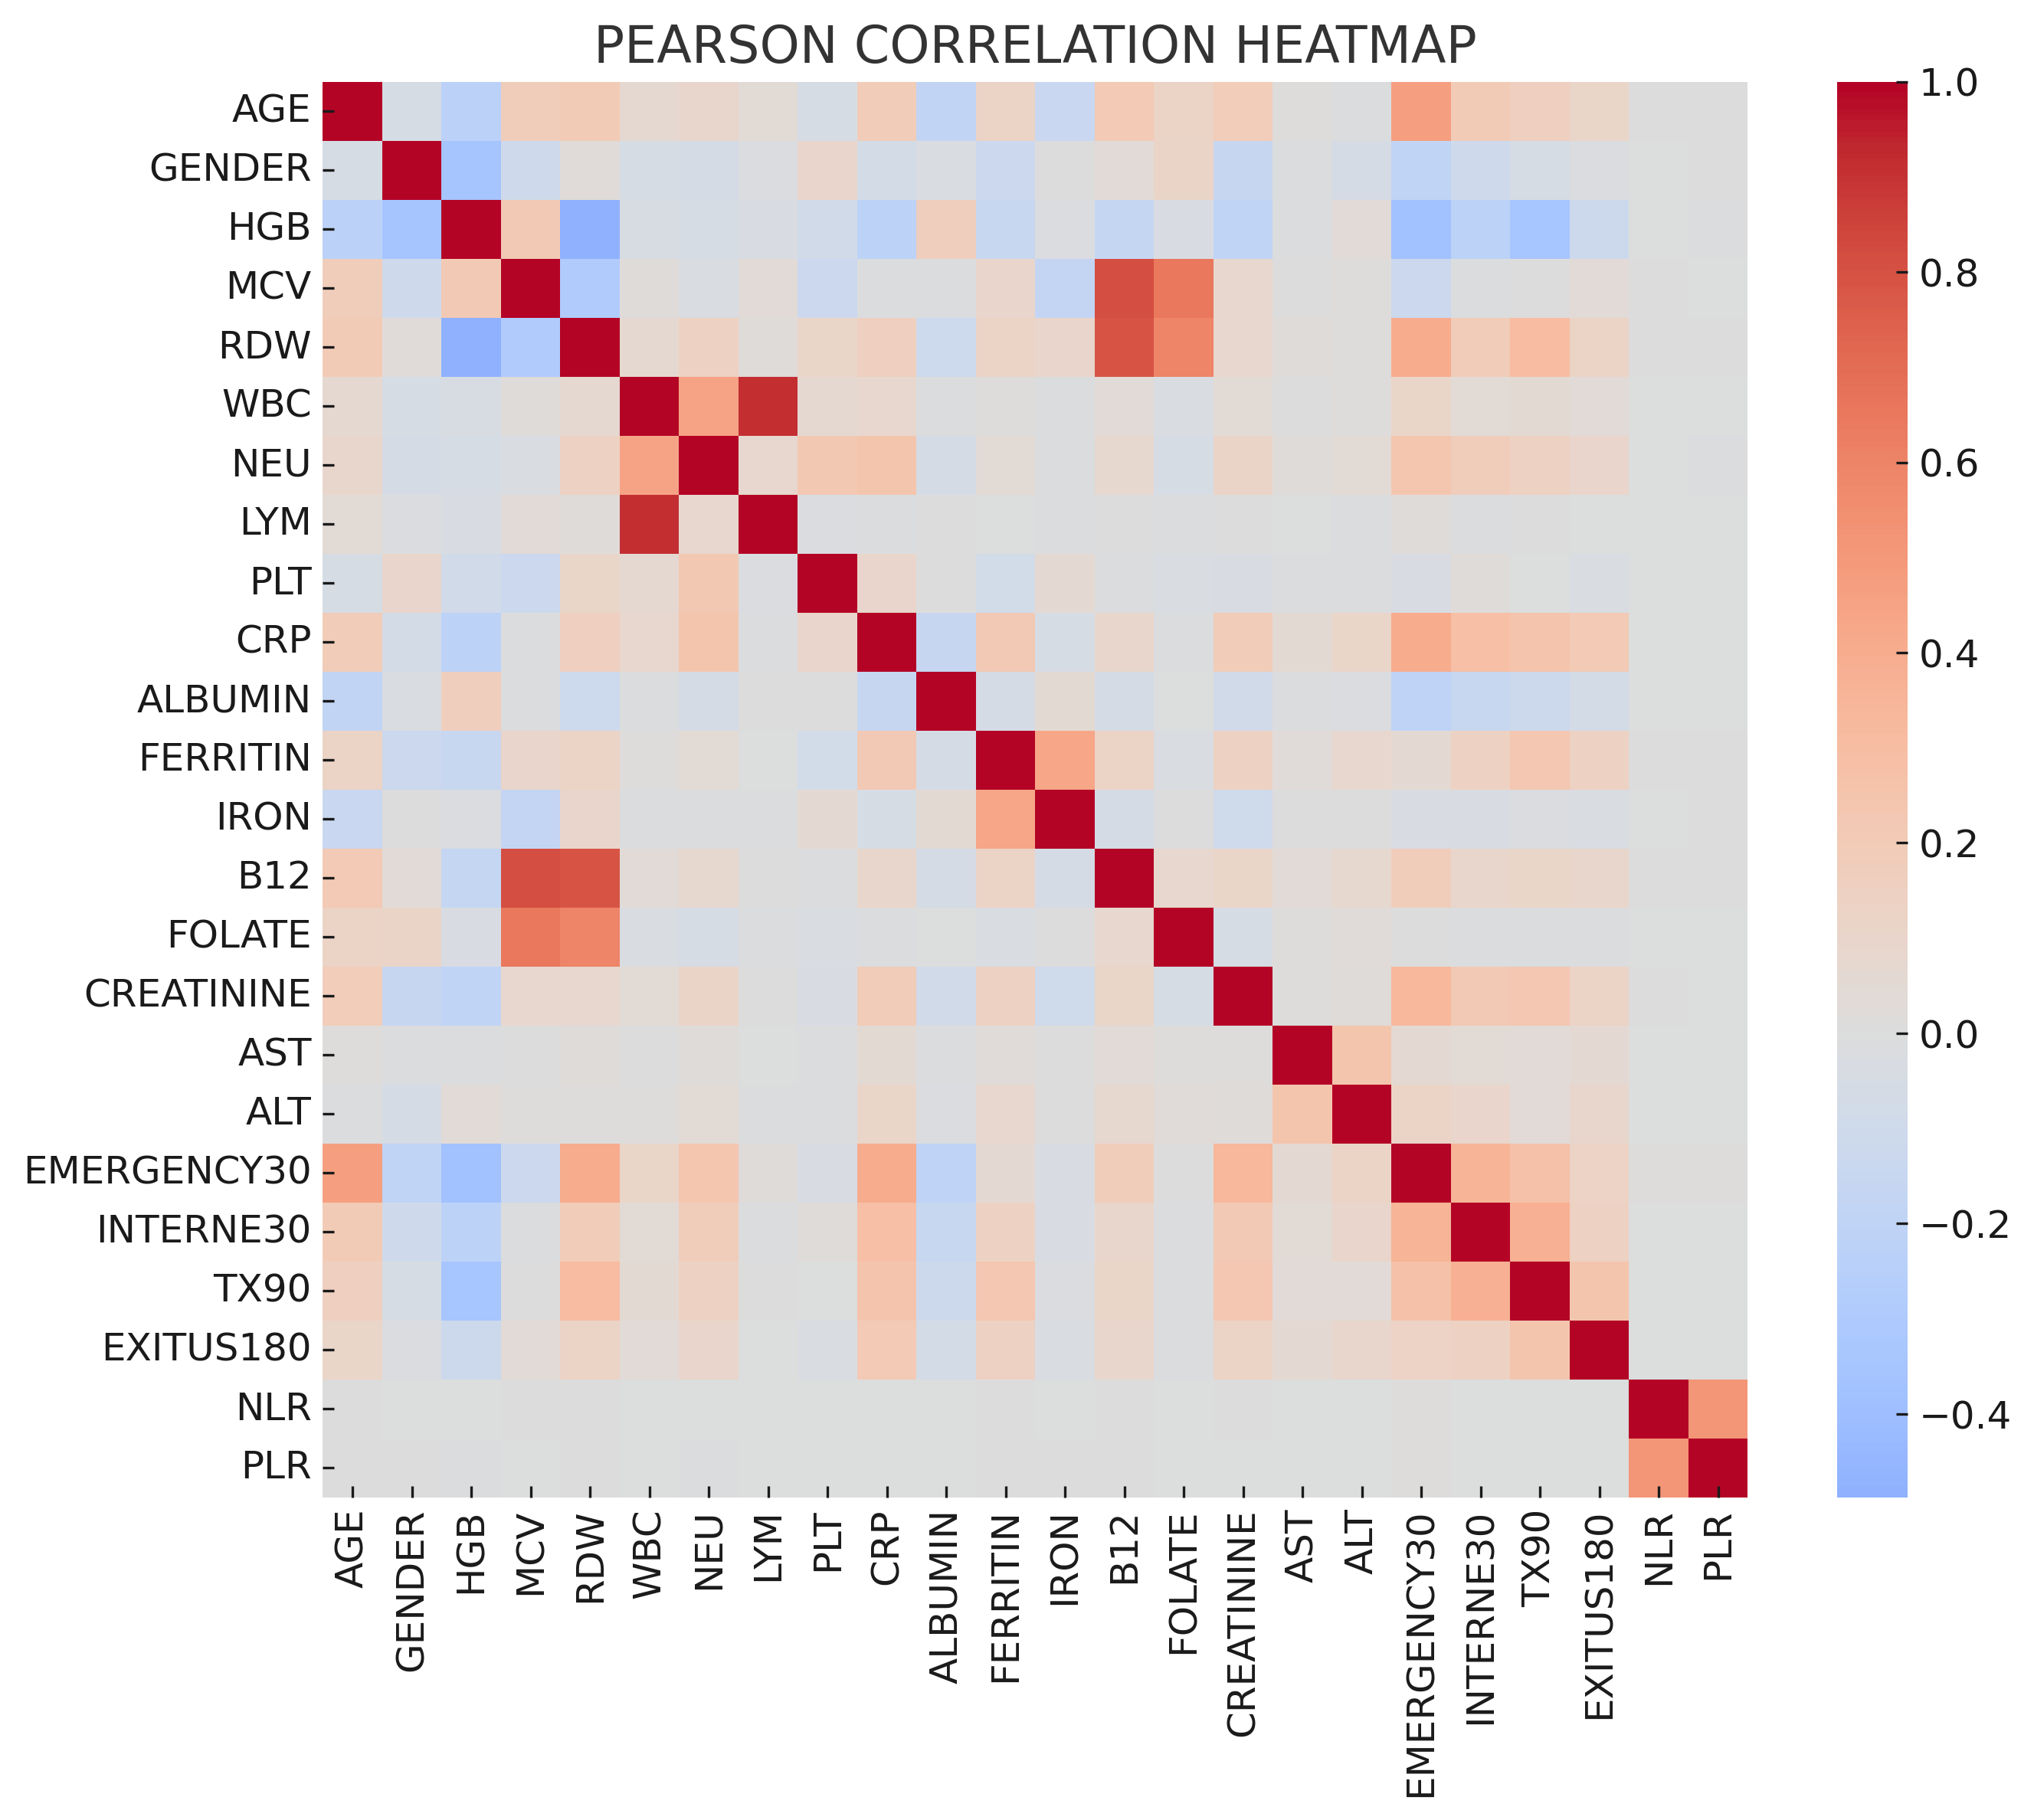 PEARSON CORRELATION HEATMAP
AGE
GENDER
HGB
MCV
RDW
WBC
NEU
LYM
PLT
CRP
ALBUMIN
FERRITIN
IRON
B12
FOLATE
CREATININE
AST
ALT
EMERGENCY30
INTERNE30
TX90
EXITUS180
NLR
PLR
AGE
GENDER
HGB
MCV
RDW
WBC
NEU
LYM
PLT
CRP
ALBUMIN
FERRITIN
IRON
B12
FOLATE
CREATININE
AST
ALT
EMERGENCY30
INTERNE30
TX90
EXITUS180
NLR
PLR
1.0
0.8
0.6
0.4
0.2
0.0
−0.2
−0.4